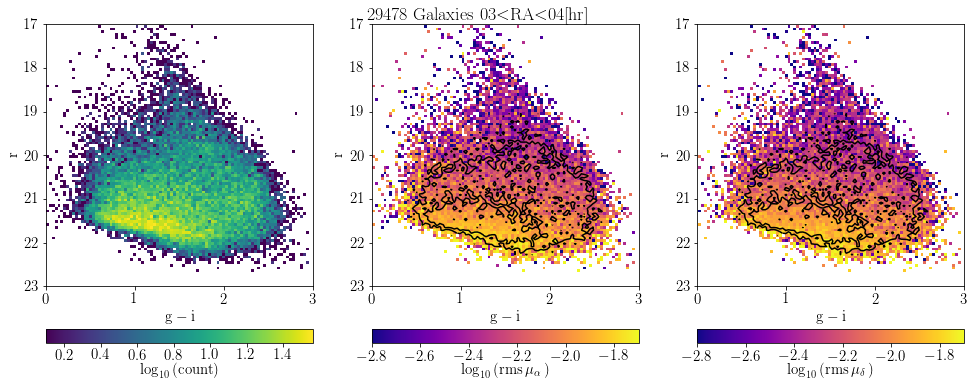 29478 Galaxies 03<RA<04[hr]
17
18
19
20
21
22
23
r
0 1 2 3
g − i
0.2 0.4 0.6 0.8 1.0 1.2 1.4
log10 (count)
17
18
19
20
21
22
23
r
0 1 2 3
g − i
−2.8 −2.6 −2.4 −2.2 −2.0 −1.8
log10 (rms μα )
17
18
19
20
21
22
23
r
0 1 2 3
g − i
−2.8 −2.6 −2.4 −2.2 −2.0 −1.8
log10 (rms μδ )